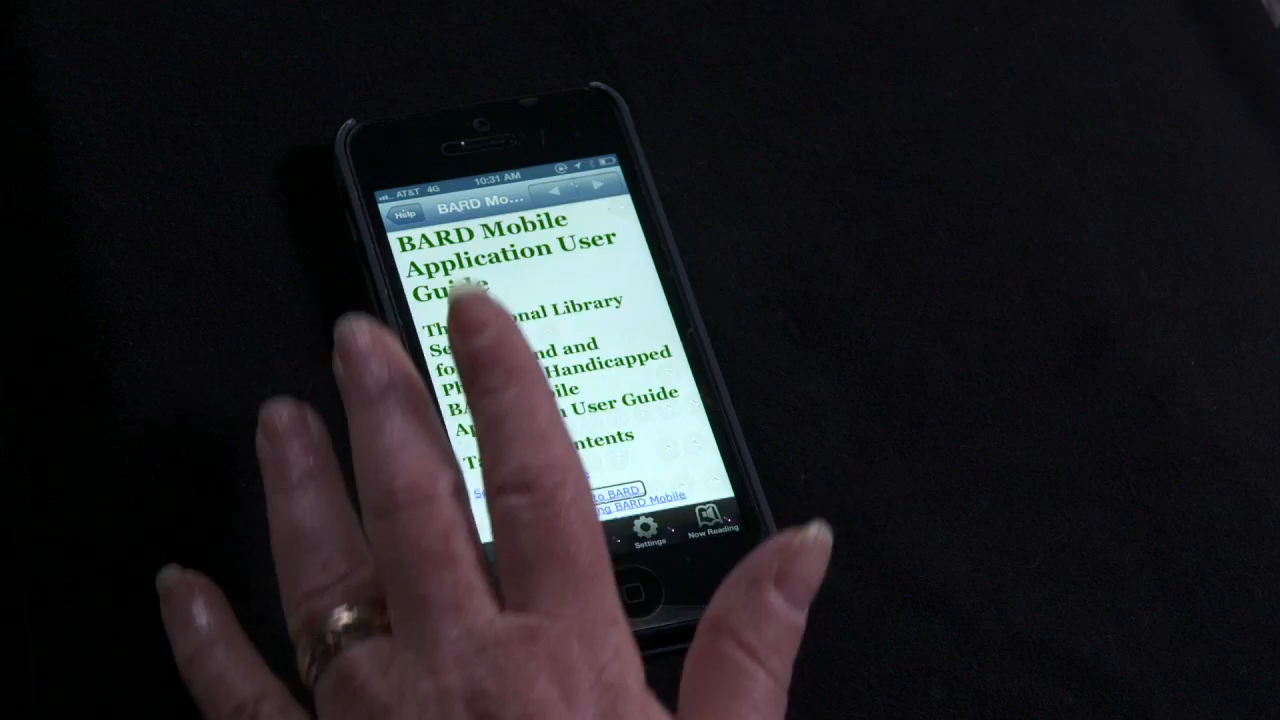 AT&T 4G 10:31 AM
Help BARD Mo...
BARD Mobile
Application User
Guide
onal Library
nd and
Handicapped
ile
User Guide
ntents
to BARD
ng BARD Mobile
Settings Now Reading